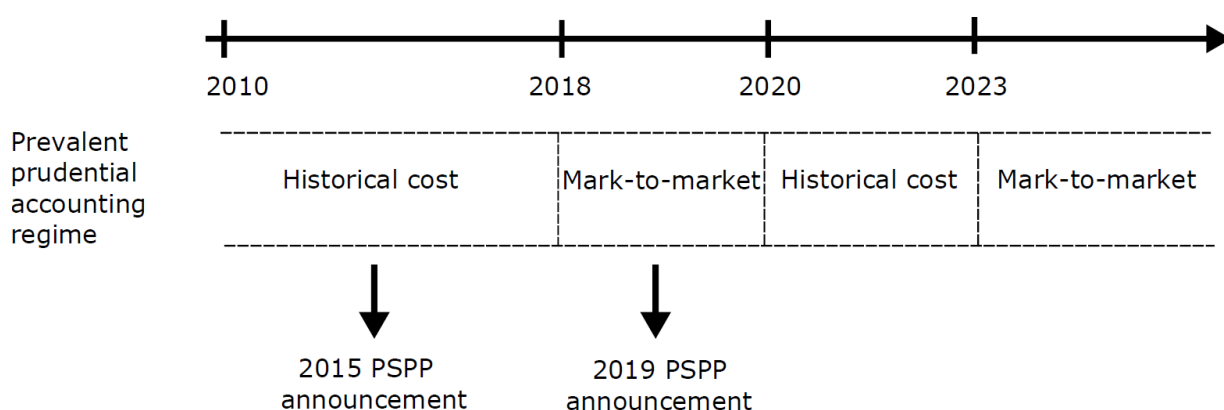 2010 2018 2020 2023
Prevalent
prudential
accounting
regime
Historical cost
Mark-to-market
Historical cost
Mark-to-market
2015 PSPP
announcement
2019 PSPP
announcement